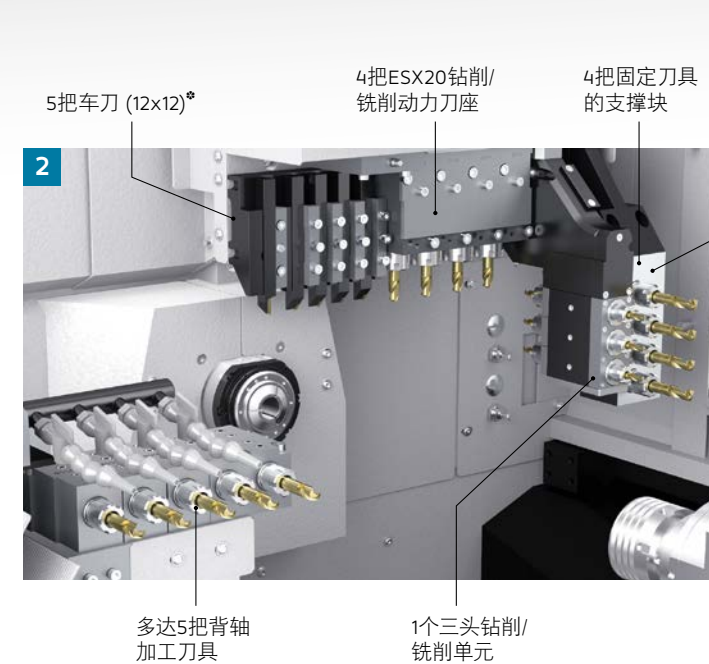 5把车刀 (12x12)*
4把ESX20钻削/
铣削动力刀座
4把固定刀具
的支撑块
2
多达5把背轴
加工刀具
1个三头钻削/
铣削单元